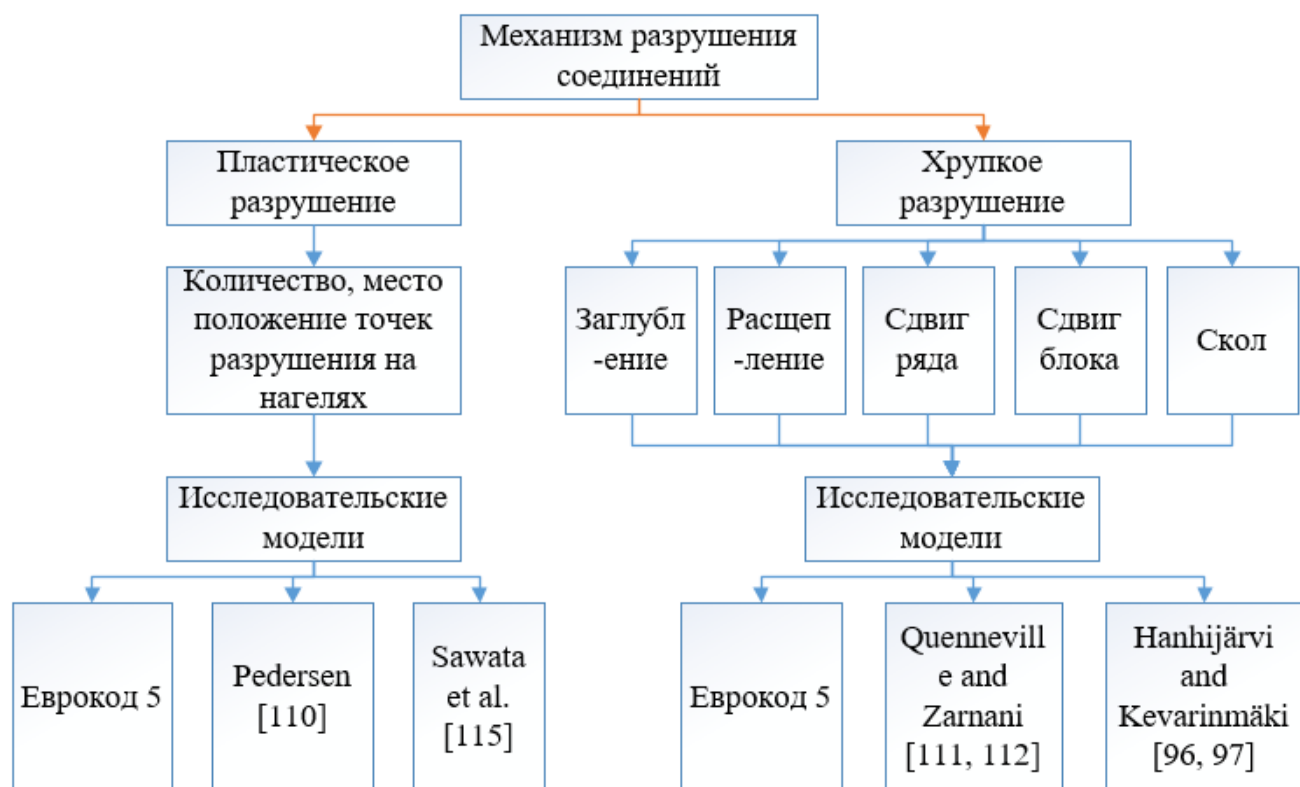 Механизм разрушения
соединений
Пластическое
разрушение
Хрупкое
разрушение
Количество, место
положение точек
разрушения на
нагелях
Заглубл
-ение
Расщеп
-ление
Сдвиг
ряда
Сдвиг
блока
Скол
Исследовательские
модели
Исследовательские
модели
Еврокод 5
Pedersen
[110]
Sawata
et al.
[115]
Еврокод 5
Quennevill
e and
Zarnani
[111, 112]
Hanhijärvi
and
Kevarinmäki
[96, 97]